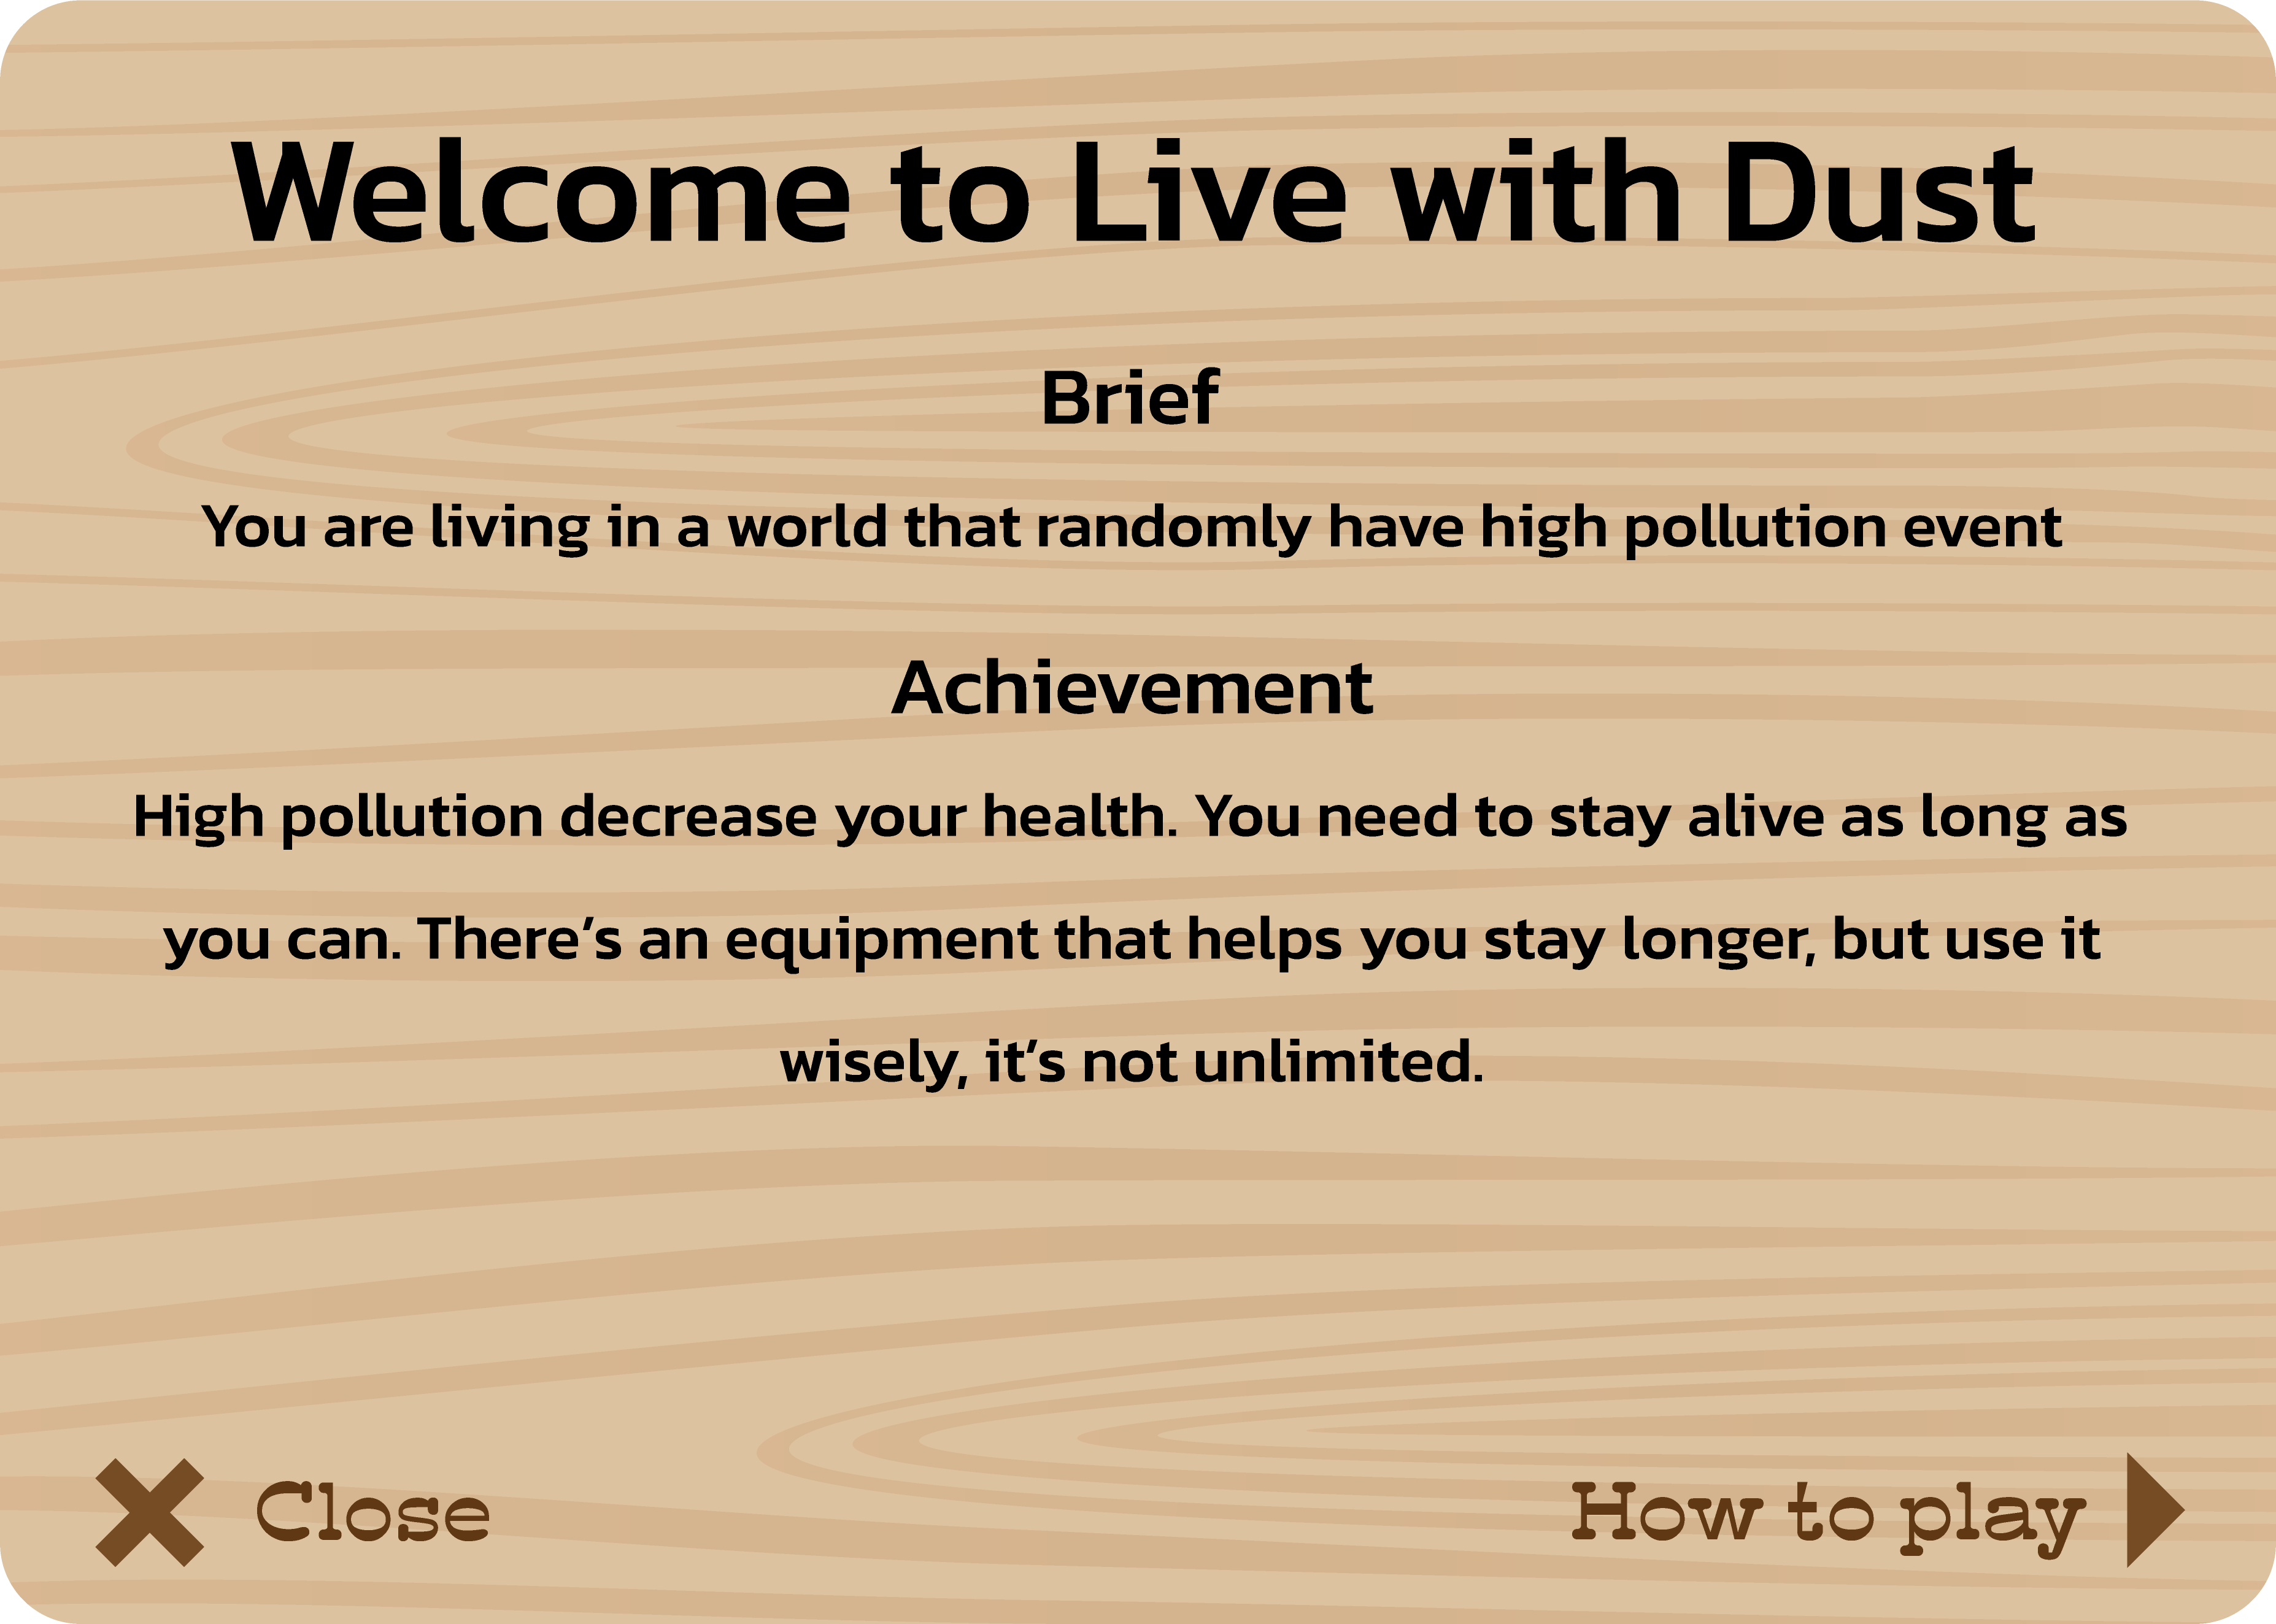 Welcome to Live with Dust
Brief
You are living in a world that randomly have high pollution event
Achievement
High pollution decrease your health. You need to stay alive as long as
you can. There’s an equipment that helps you stay longer, but use it
wisely, it’s not unlimited.
Close
How to play